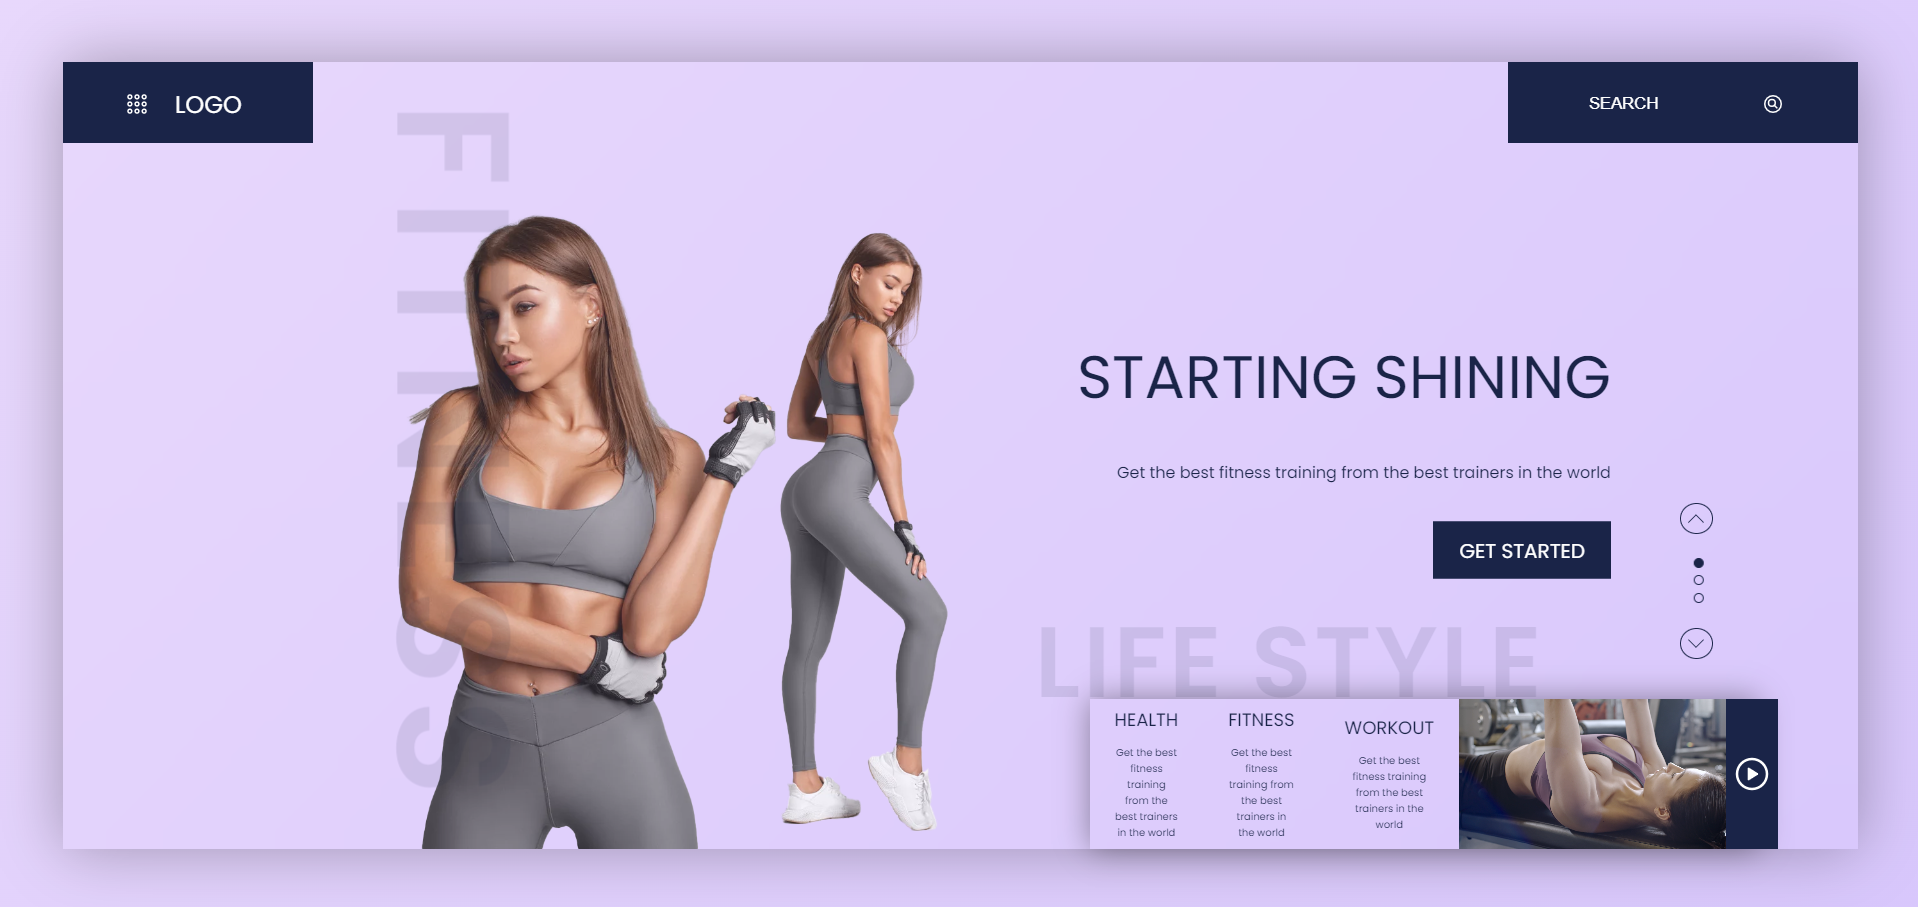 LOGO
SEARCH
FITNESS
STARTING SHINING
Get the best fitness training from the best trainers in the world
GET STARTED
LIFE STYLE
HEALTH
Get the best
fitness
training
from the
best trainers
in the world
FITNESS
Get the best
fitness
training from
the best
trainers in
the world
WORKOUT
Get the best
fitness training
from the best
trainers in the
world